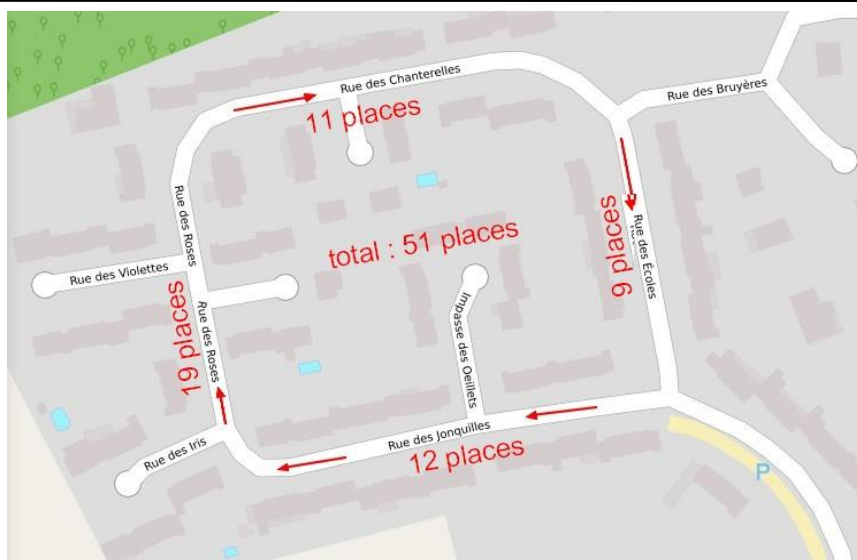 Rue des Chanterelles
11 places
Rue des Bruyères
Rue des Roses
total : 51 places
9 places
Rue des Écoles
Rue des Violettes
19 places
Rue des Roses
Impasse des Oeillets
Rue des Iris
Rue des Jonquilles
12 places
P